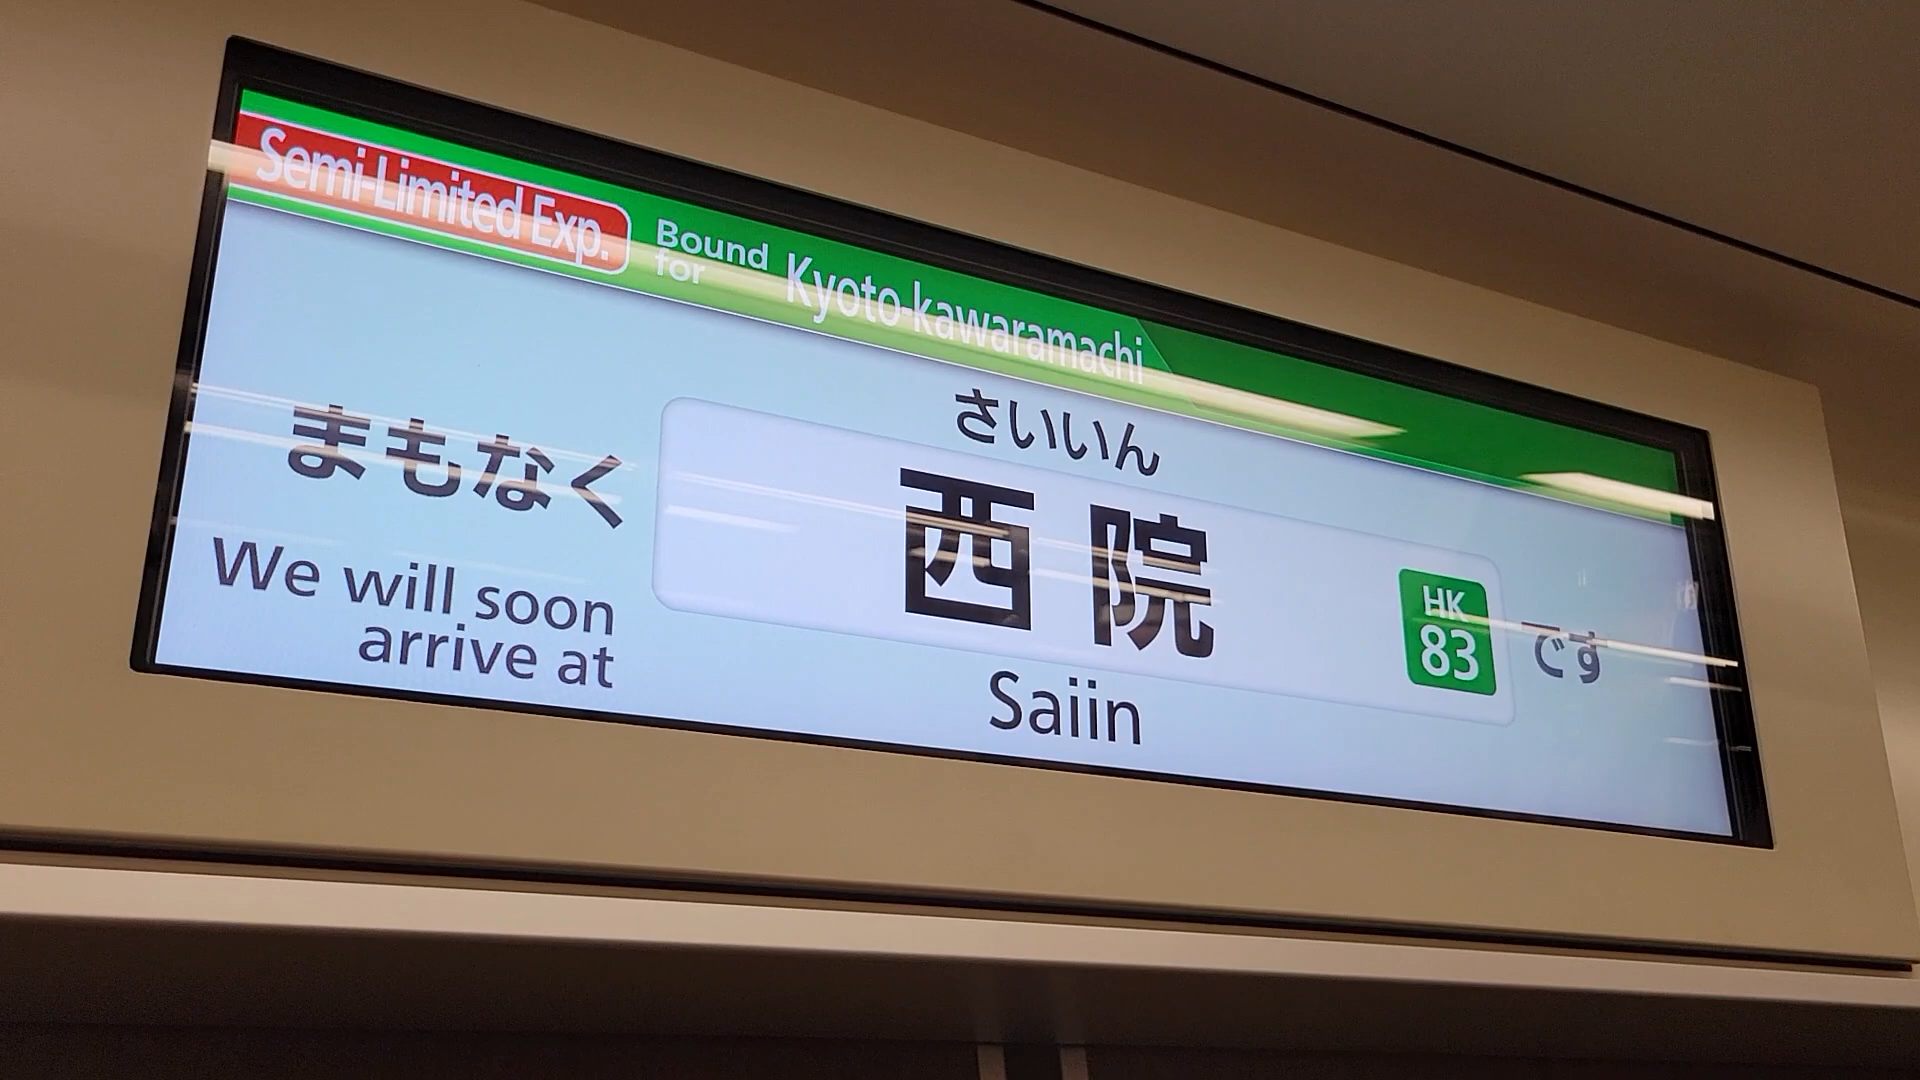 Semi-Limited Exp. Bound for Kyoto-kawaramachi
さいいん
まもなく 西院 HK 83 です
We will soon arrive at
Saiin